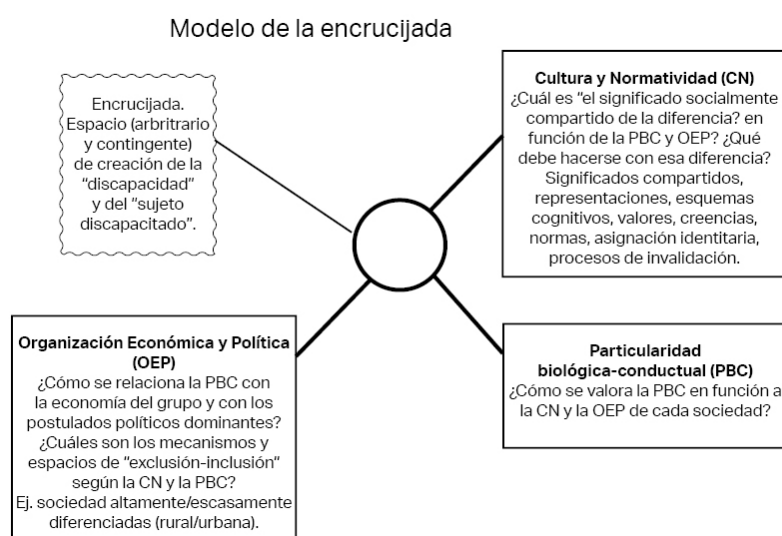 Modelo de la encrucijada
Encrucijada.
Espacio (arbitrario
y contingente)
de creación de la
“discapacidad”
y del “sujeto
discapacitado”.
Cultura y Normatividad (CN)
¿Cuál es “el significado socialmente
compartido de la diferencia? en
función de la PBC y OEP? ¿Qué
debe hacerse con esa diferencia?
Significados compartidos,
representaciones, esquemas
cognitivos, valores, creencias,
normas, asignación identitaria,
procesos de invalidación.
Organización Económica y Política
(OEP)
¿Cómo se relaciona la PBC con
la economía del grupo y con los
postulados políticos dominantes?
¿Cuáles son los mecanismos y
espacios de “exclusión-inclusión”
según la CN y la PBC?
Ej. sociedad altamente/escasamente
diferenciadas (rural/urbana).
Particularidad
biológica-conductual (PBC)
¿Cómo se valora la PBC en función a
la CN y la OEP de cada sociedad?